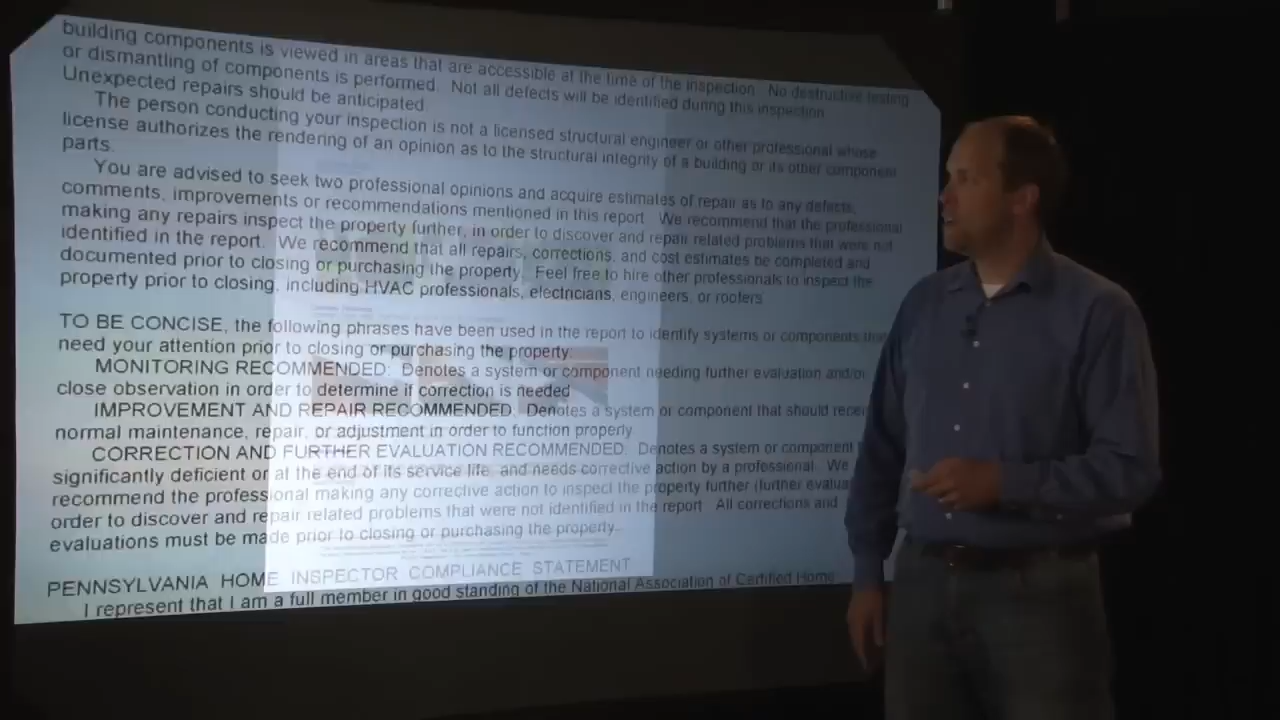 building components is viewed in areas that are accessible at the time of the inspection. No destructive testing
or dismantling of components is performed. Not all defects will be identified during this inspection.
Unexpected repairs should be anticipated.
The person conducting your inspection is not a licensed structural engineer or other professional whose
license authorizes the rendering of an opinion as to the structural integrity of a building or its other component
parts.
You are advised to seek two professional opinions and acquire estimates of repair as to any defects,
comments, improvements or recommendations mentioned in this report. We recommend that the professional
making any repairs inspect the property further, in order to discover and repair related problems that were not
identified in the report. We recommend that all repairs, corrections, and cost estimates be completed and
documented prior to closing or purchasing the property. Feel free to hire other professionals to inspect the
property prior to closing, including HVAC professionals, electricians, engineers, or roofers.
TO BE CONCISE, the following phrases have been used in the report to identify systems or components that
need your attention prior to closing or purchasing the property:
MONITORING RECOMMENDED: Denotes a system or component needing further evaluation and/or
close observation in order to determine if correction is needed.
IMPROVEMENT AND REPAIR RECOMMENDED: Denotes a system or component that should recei
normal maintenance, repair, or adjustment in order to function properly.
CORRECTION AND FURTHER EVALUATION RECOMMENDED: Denotes a system or component
significantly deficient or at the end of its service life, and needs corrective action by a professional. We
recommend the professional making any corrective action to inspect the property further (further evalua
order to discover and repair related problems that were not identified in the report. All corrections and
evaluations must be made prior to closing or purchasing the property.
PENNSYLVANIA HOME INSPECTOR COMPLIANCE STATEMENT
I represent that I am a full member in good standing of the National Association of Certified Home